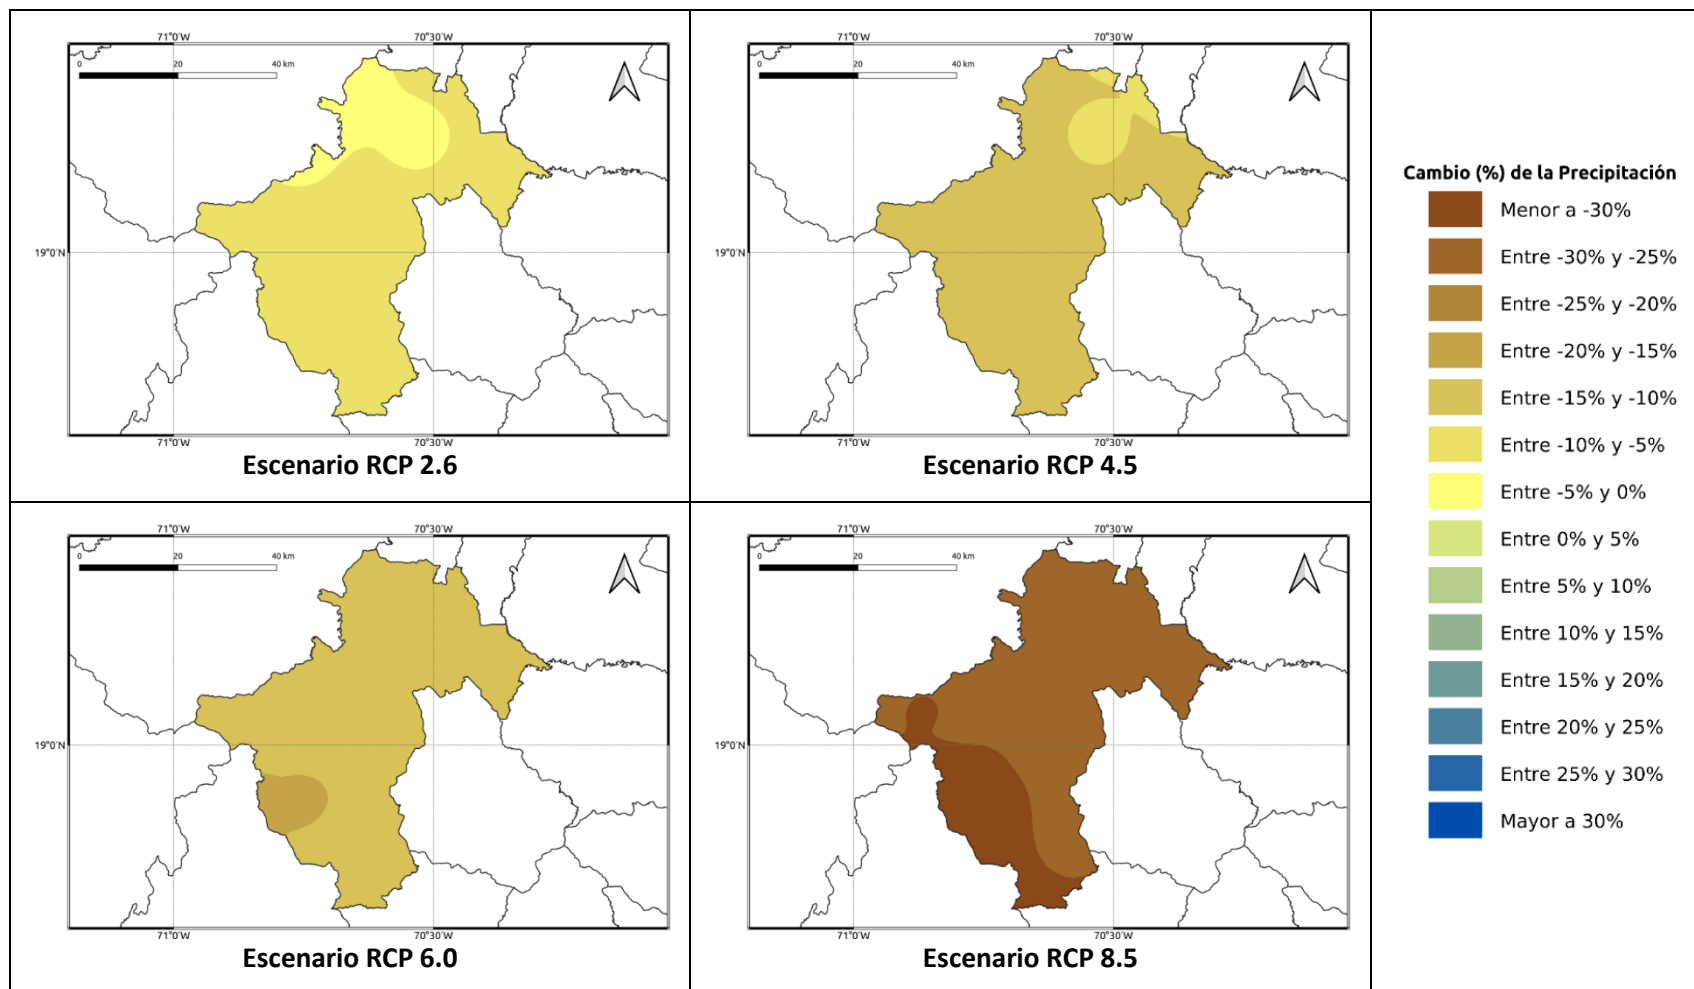 71°0'W 70°30'W
0 20 40 km
19°0'N
71°0'W 70°30'W
Escenario RCP 2.6
71°0'W 70°30'W
0 20 40 km
19°0'N
71°0'W 70°30'W
Escenario RCP 4.5
71°0'W 70°30'W
0 20 40 km
19°0'N
71°0'W 70°30'W
Escenario RCP 6.0
71°0'W 70°30'W
0 20 40 km
19°0'N
71°0'W 70°30'W
Escenario RCP 8.5
Cambio (%) de la Precipitación
Menor a -30%
Entre -30% y -25%
Entre -25% y -20%
Entre -20% y -15%
Entre -15% y -10%
Entre -10% y -5%
Entre -5% y 0%
Entre 0% y 5%
Entre 5% y 10%
Entre 10% y 15%
Entre 15% y 20%
Entre 20% y 25%
Entre 25% y 30%
Mayor a 30%